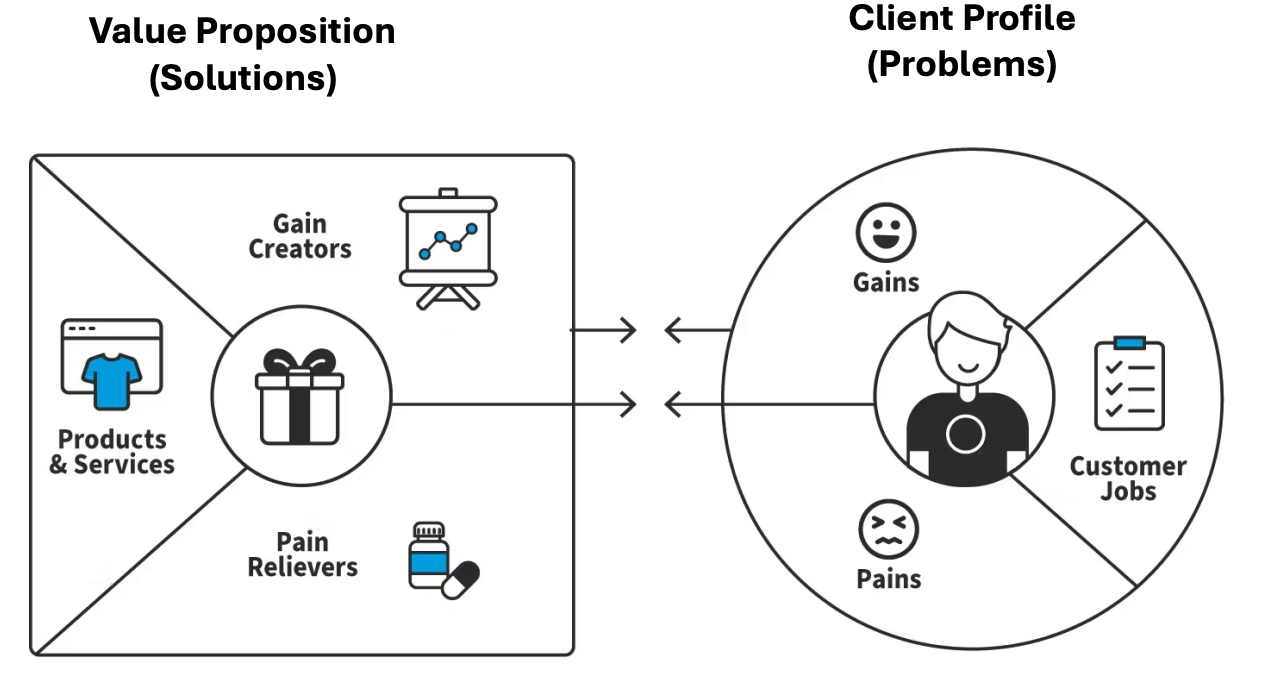 Value Proposition
(Solutions)
Client Profile
(Problems)
Gain
Creators
Products
& Services
Pain
Relievers
Gains
Customer
Jobs
Pains